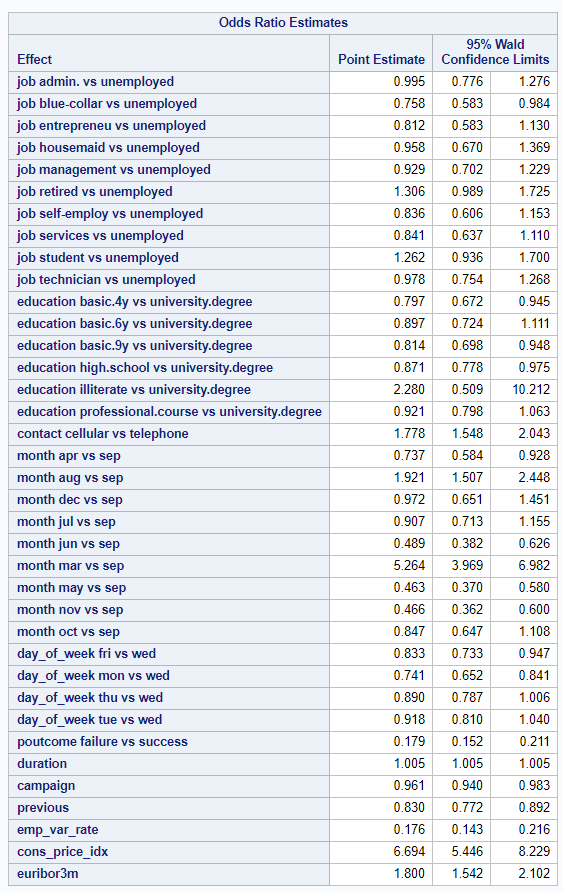 Odds Ratio Estimates
Effect Point Estimate 95% Wald Confidence Limits
job admin. vs unemployed 0.995 0.776 1.276
job blue-collar vs unemployed 0.758 0.583 0.984
job entrepreneu vs unemployed 0.812 0.583 1.130
job housemaid vs unemployed 0.958 0.670 1.369
job management vs unemployed 0.929 0.702 1.229
job retired vs unemployed 1.306 0.989 1.725
job self-employ vs unemployed 0.836 0.606 1.153
job services vs unemployed 0.841 0.637 1.110
job student vs unemployed 1.262 0.936 1.700
job technician vs unemployed 0.978 0.754 1.268
education basic.4y vs university.degree 0.797 0.672 0.945
education basic.6y vs university.degree 0.897 0.724 1.111
education basic.9y vs university.degree 0.814 0.698 0.948
education high.school vs university.degree 0.871 0.778 0.975
education illiterate vs university.degree 2.280 0.509 10.212
education professional.course vs university.degree 0.921 0.798 1.063
contact cellular vs telephone 1.778 1.548 2.043
month apr vs sep 0.737 0.584 0.928
month aug vs sep 1.921 1.507 2.448
month dec vs sep 0.972 0.651 1.451
month jul vs sep 0.907 0.713 1.155
month jun vs sep 0.489 0.382 0.626
month mar vs sep 5.264 3.969 6.982
month may vs sep 0.463 0.370 0.580
month nov vs sep 0.466 0.362 0.600
month oct vs sep 0.847 0.647 1.108
day_of_week fri vs wed 0.833 0.733 0.947
day_of_week mon vs wed 0.741 0.652 0.841
day_of_week thu vs wed 0.890 0.787 1.006
day_of_week tue vs wed 0.918 0.810 1.040
poutcome failure vs success 0.179 0.152 0.211
duration 1.005 1.005 1.005
campaign 0.961 0.940 0.983
previous 0.830 0.772 0.892
emp_var_rate 0.176 0.143 0.216
cons_price_idx 6.694 5.446 8.229
euribor3m 1.800 1.542 2.102